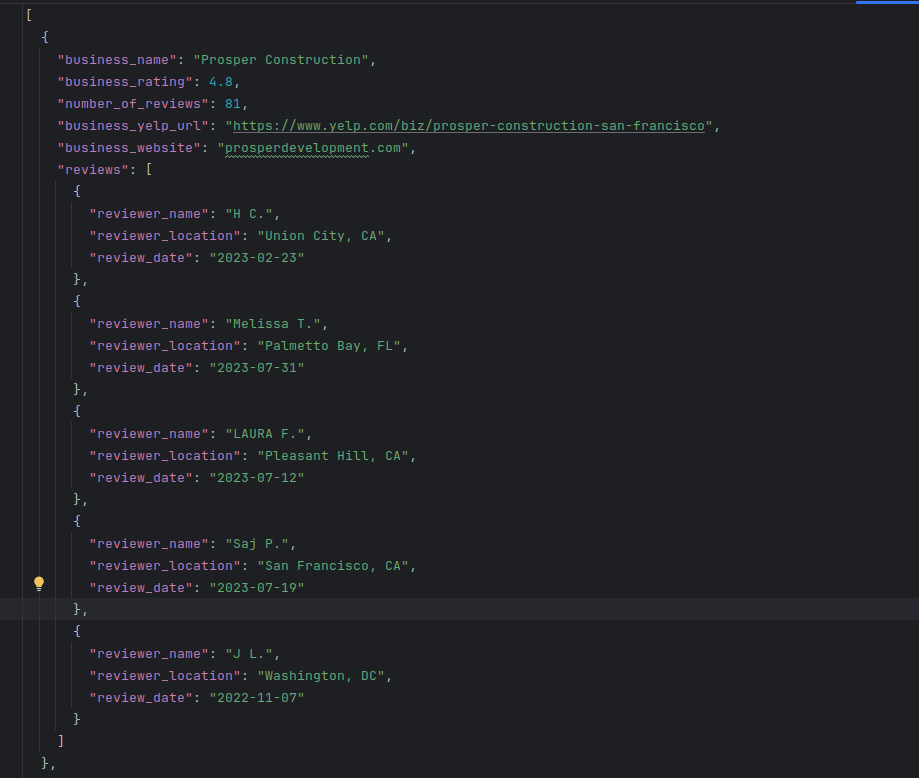 [
{
"business_name": "Prosper Construction",
"business_rating": 4.8,
"number_of_reviews": 81,
"business_yelp_url": "https://www.yelp.com/biz/prosper-construction-san-francisco",
"business_website": "prosperdevelopment.com",
"reviews": [
{
"reviewer_name": "H C.",
"reviewer_location": "Union City, CA",
"review_date": "2023-02-23"
},
{
"reviewer_name": "Melissa T.",
"reviewer_location": "Palmetto Bay, FL",
"review_date": "2023-07-31"
},
{
"reviewer_name": "LAURA F.",
"reviewer_location": "Pleasant Hill, CA",
"review_date": "2023-07-12"
},
{
"reviewer_name": "Saj P.",
"reviewer_location": "San Francisco, CA",
"review_date": "2023-07-19"
},
{
"reviewer_name": "J L.",
"reviewer_location": "Washington, DC",
"review_date": "2022-11-07"
}
]
},